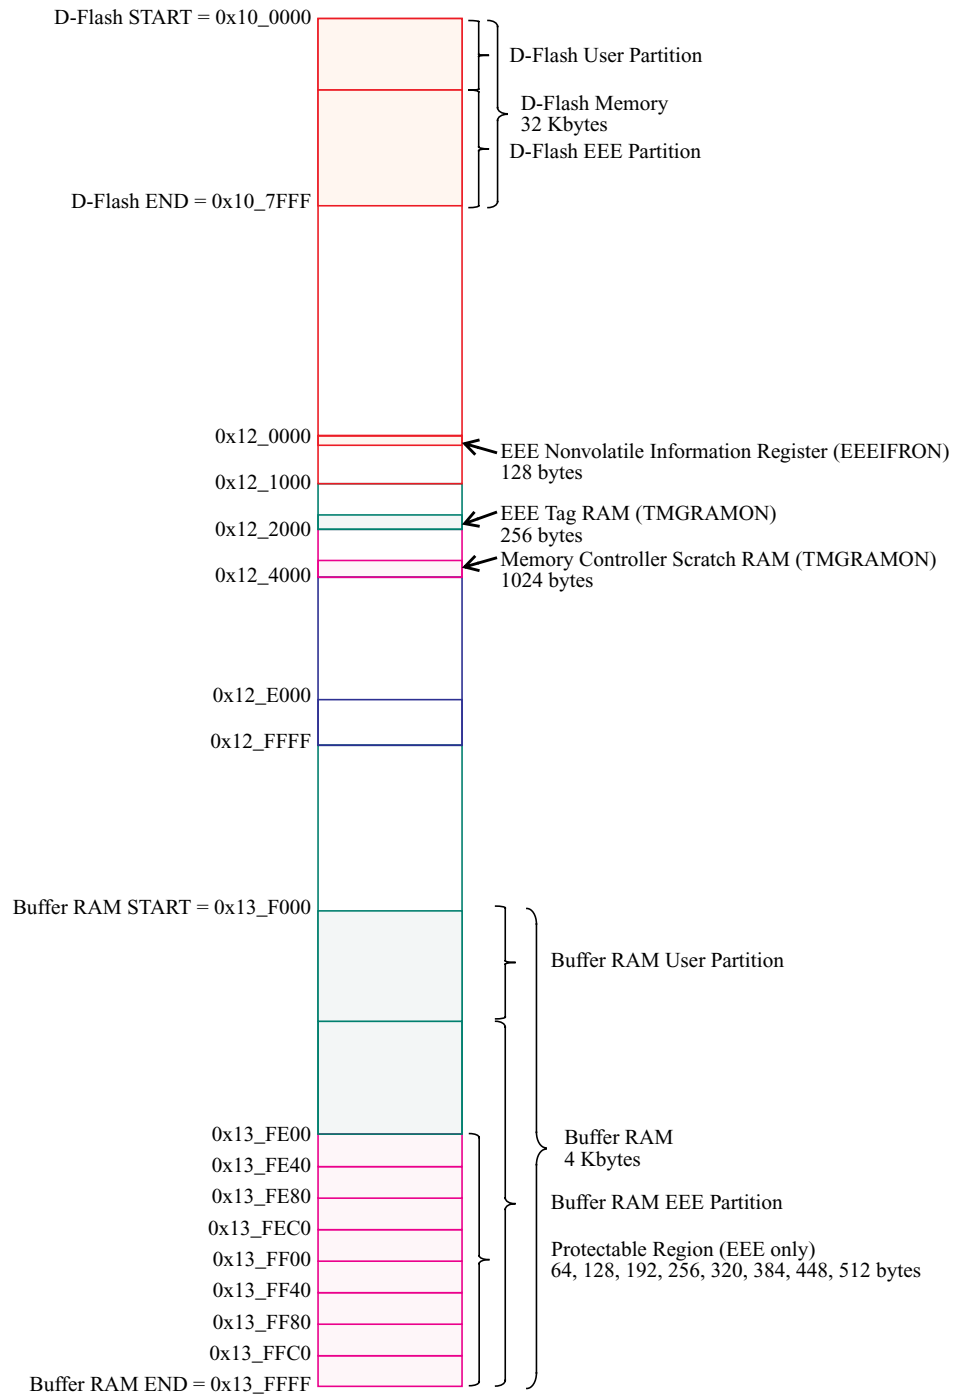 D-Flash START = 0x10_0000
D-Flash User Partition
D-Flash Memory
32 Kbytes
D-Flash EEE Partition
D-Flash END = 0x10_7FFF
0x12_0000
EEE Nonvolatile Information Register (EEEIFRON)
128 bytes
0x12_1000
EEE Tag RAM (TMGRAMON)
256 bytes
0x12_2000
Memory Controller Scratch RAM (TMGRAMON)
1024 bytes
0x12_4000
0x12_E000
0x12_FFFF
Buffer RAM START = 0x13_F000
Buffer RAM User Partition
0x13_FE00
Buffer RAM
4 Kbytes
0x13_FE40
0x13_FE80
Buffer RAM EEE Partition
0x13_FEC0
Protectable Region (EEE only)
64, 128, 192, 256, 320, 384, 448, 512 bytes
0x13_FF00
0x13_FF40
0x13_FF80
0x13_FFC0
Buffer RAM END = 0x13_FFFF